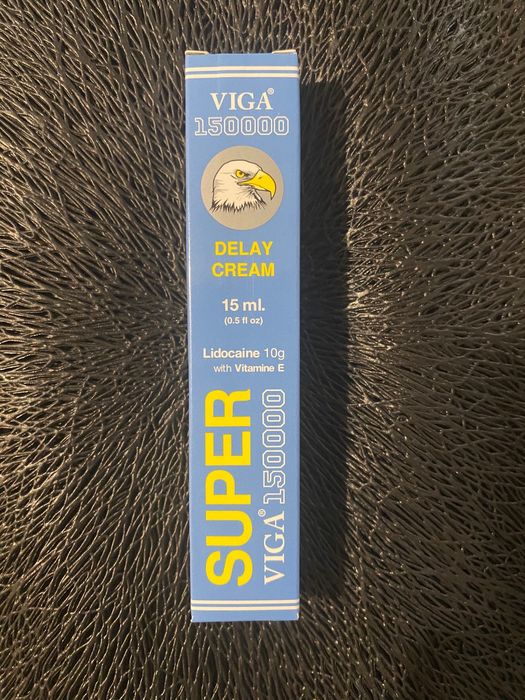 VIGA®
150000
DELAY
CREAM
15 ml.
(0.5 fl oz)
Lidocaine 10g
with Vitamine E
SUPER
VIGA® 150000